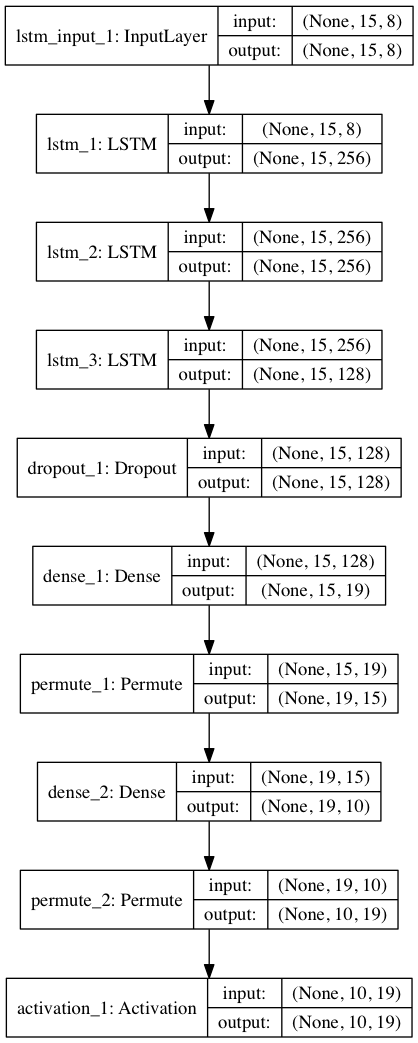 lstm_input_1: InputLayer
input: (None, 15, 8)
output: (None, 15, 8)
lstm_1: LSTM
input: (None, 15, 8)
output: (None, 15, 256)
lstm_2: LSTM
input: (None, 15, 256)
output: (None, 15, 256)
lstm_3: LSTM
input: (None, 15, 256)
output: (None, 15, 128)
dropout_1: Dropout
input: (None, 15, 128)
output: (None, 15, 128)
dense_1: Dense
input: (None, 15, 128)
output: (None, 15, 19)
permute_1: Permute
input: (None, 15, 19)
output: (None, 19, 15)
dense_2: Dense
input: (None, 19, 15)
output: (None, 19, 10)
permute_2: Permute
input: (None, 19, 10)
output: (None, 10, 19)
activation_1: Activation
input: (None, 10, 19)
output: (None, 10, 19)